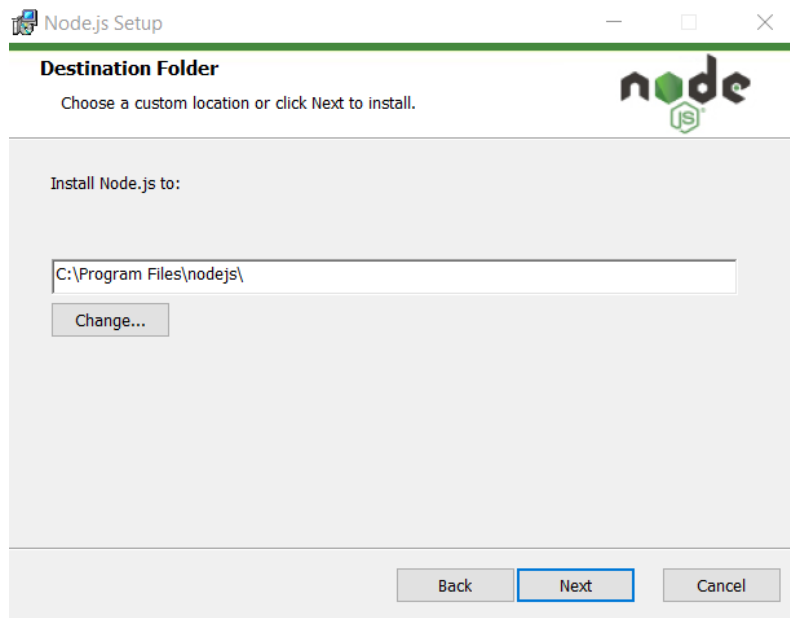 Node.js Setup
Destination Folder
Choose a custom location or click Next to install.
node
JS
Install Node.js to:
C:\Program Files\nodejs\
Change...
Back Next Cancel